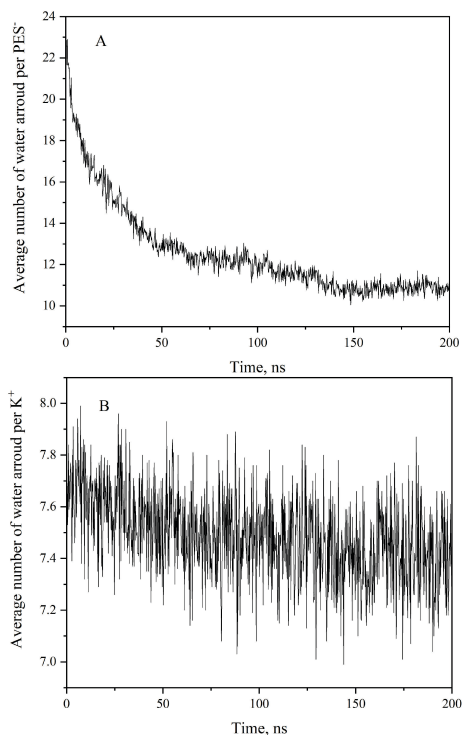 A
Average number of water arroud per PES⁻
24
22
20
18
16
14
12
10
0 50 100 150 200
Time, ns
B
Average number of water arroud per K⁺
8.0
7.8
7.6
7.4
7.2
7.0
0 50 100 150 200
Time, ns